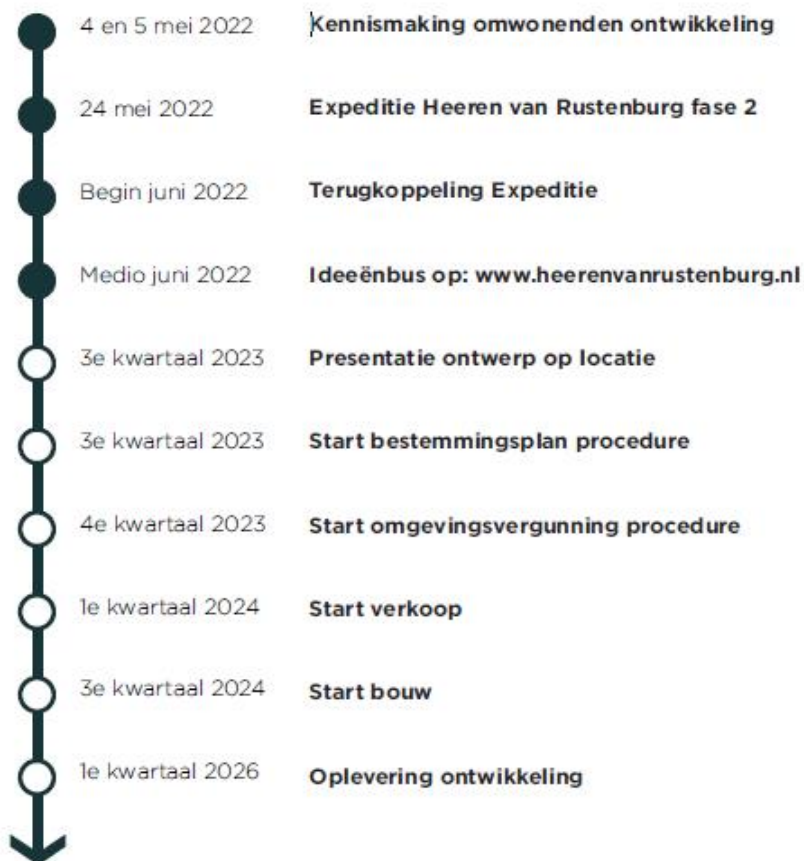 4 en 5 mei 2022 Kennismaking omwonenden ontwikkeling
24 mei 2022 Expeditie Heeren van Rustenburg fase 2
Begin juni 2022 Terugkoppeling Expeditie
Medio juni 2022 Ideeënbus op: www.heerenvanrustenburg.nl
3e kwartaal 2023 Presentatie ontwerp op locatie
3e kwartaal 2023 Start bestemmingsplan procedure
4e kwartaal 2023 Start omgevingsvergunning procedure
1e kwartaal 2024 Start verkoop
3e kwartaal 2024 Start bouw
1e kwartaal 2026 Oplevering ontwikkeling